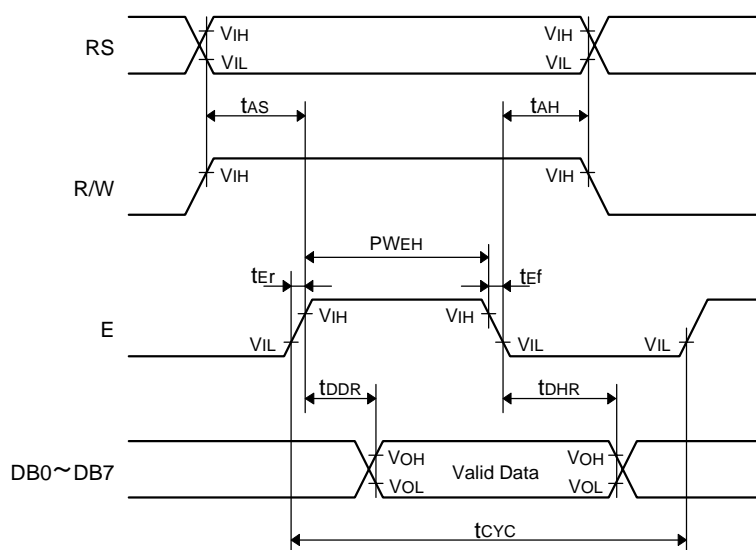 RS
VIH
VIL
VIH
VIL
tAS
tAH
R/W
VIH
VIH
PWEH
tEr
tEf
E
VIH
VIH
VIL
VIL
VIL
tDDR
tDHR
DB0～DB7
VOH
VOL
Valid Data
VOH
VOL
tCYC